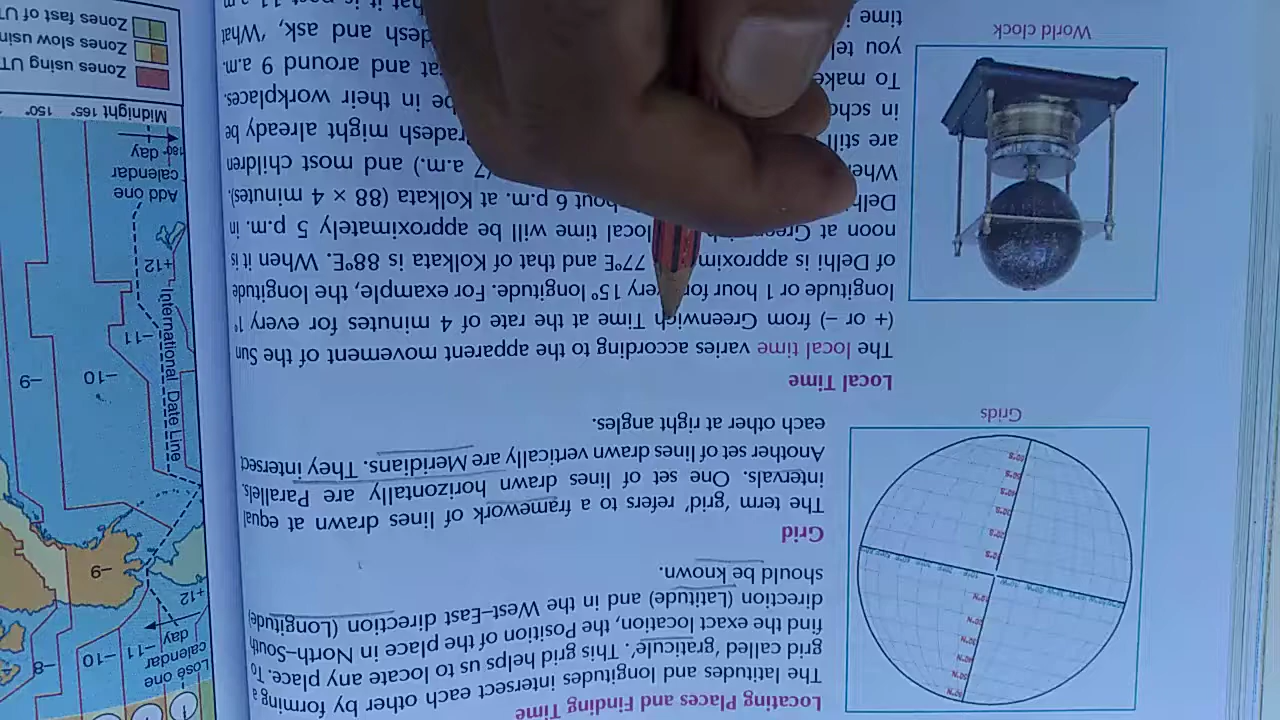 Locating Places and Finding Time
The latitudes and longitudes intersect each other by forming a
grid called 'graticule'. This grid helps us to locate any place. To
find the exact location, the Position of the place in North–South
direction (Latitude) and in the West–East direction (Longitude)
should be known.
Grid
The term 'grid' refers to a framework of lines drawn at equal
intervals. One set of lines drawn horizontally are Parallels.
Another set of lines drawn vertically are Meridians. They intersect
each other at right angles.
Grids
Local Time
The local time varies according to the apparent movement of the Sun
(+ or –) from Greenwich Time at the rate of 4 minutes for every 1°
longitude or 1 hour for every 15° longitude. For example, the longitude
of Delhi is approxim 77°E and that of Kolkata is 88°E. When it is
noon at Greenwich local time will be approximately 5 p.m. in
Delhi 6 p.m. at Kolkata (88 × 4 minutes).
7 a.m.) and most children
are still might already be
in be in their workplaces.
To make at and around 9 a.m.
you and ask, 'What
time
World clock
Lose one
calendar
day
+12
–8
–10
–11
–9
International Date Line
–9
–10
–11
+12
Add one
calendar
day
180°
Midnight 165° 150°
Zones using
Zones slow
Zones fast of